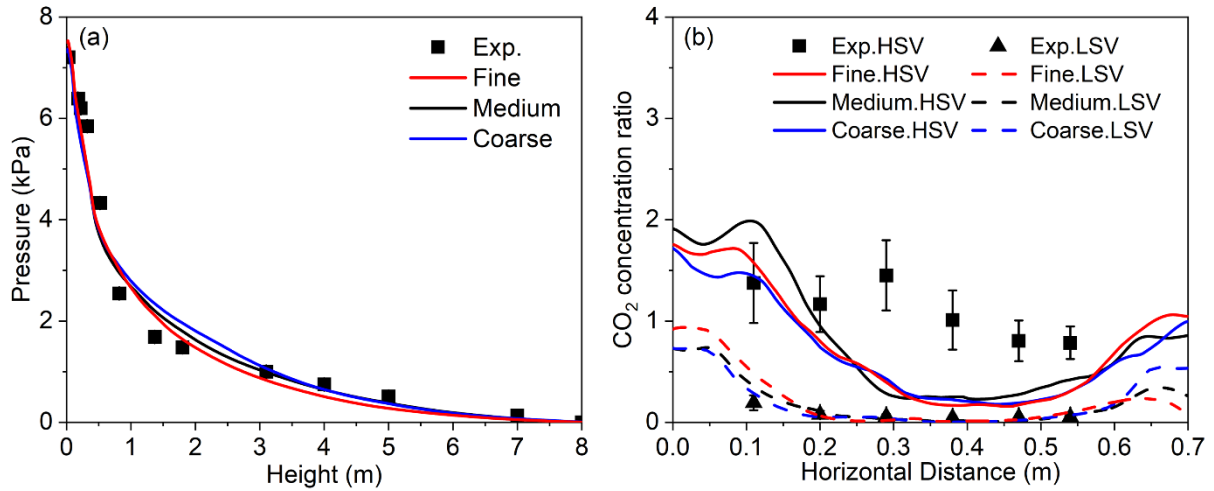 (a)
Exp.
Fine
Medium
Coarse
8
6
4
2
0
Pressure (kPa)
0 1 2 3 4 5 6 7 8
Height (m)
(b)
Exp.HSV Exp.LSV
Fine.HSV Fine.LSV
Medium.HSV Medium.LSV
Coarse.HSV Coarse.LSV
4
3
2
1
0
CO₂ concentration ratio
0.0 0.1 0.2 0.3 0.4 0.5 0.6 0.7
Horizontal Distance (m)